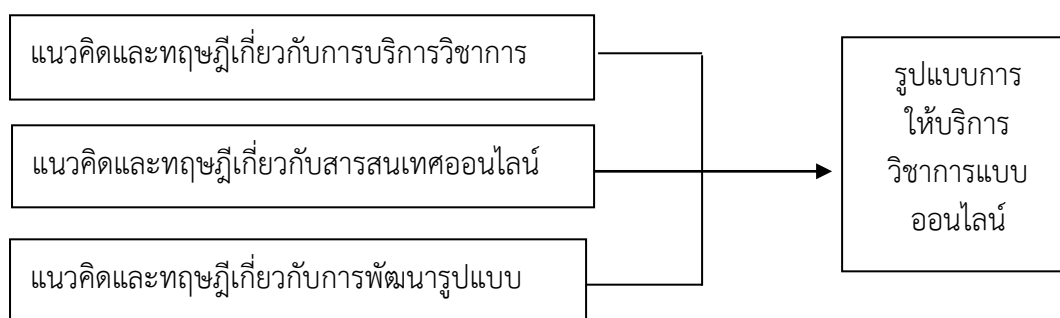 แนวคิดและทฤษฎีเกี่ยวกับการบริการวิชาการ
แนวคิดและทฤษฎีเกี่ยวกับสารสนเทศออนไลน์
แนวคิดและทฤษฎีเกี่ยวกับการพัฒนารูปแบบ
รูปแบบการ
ให้บริการ
วิชาการแบบ
ออนไลน์